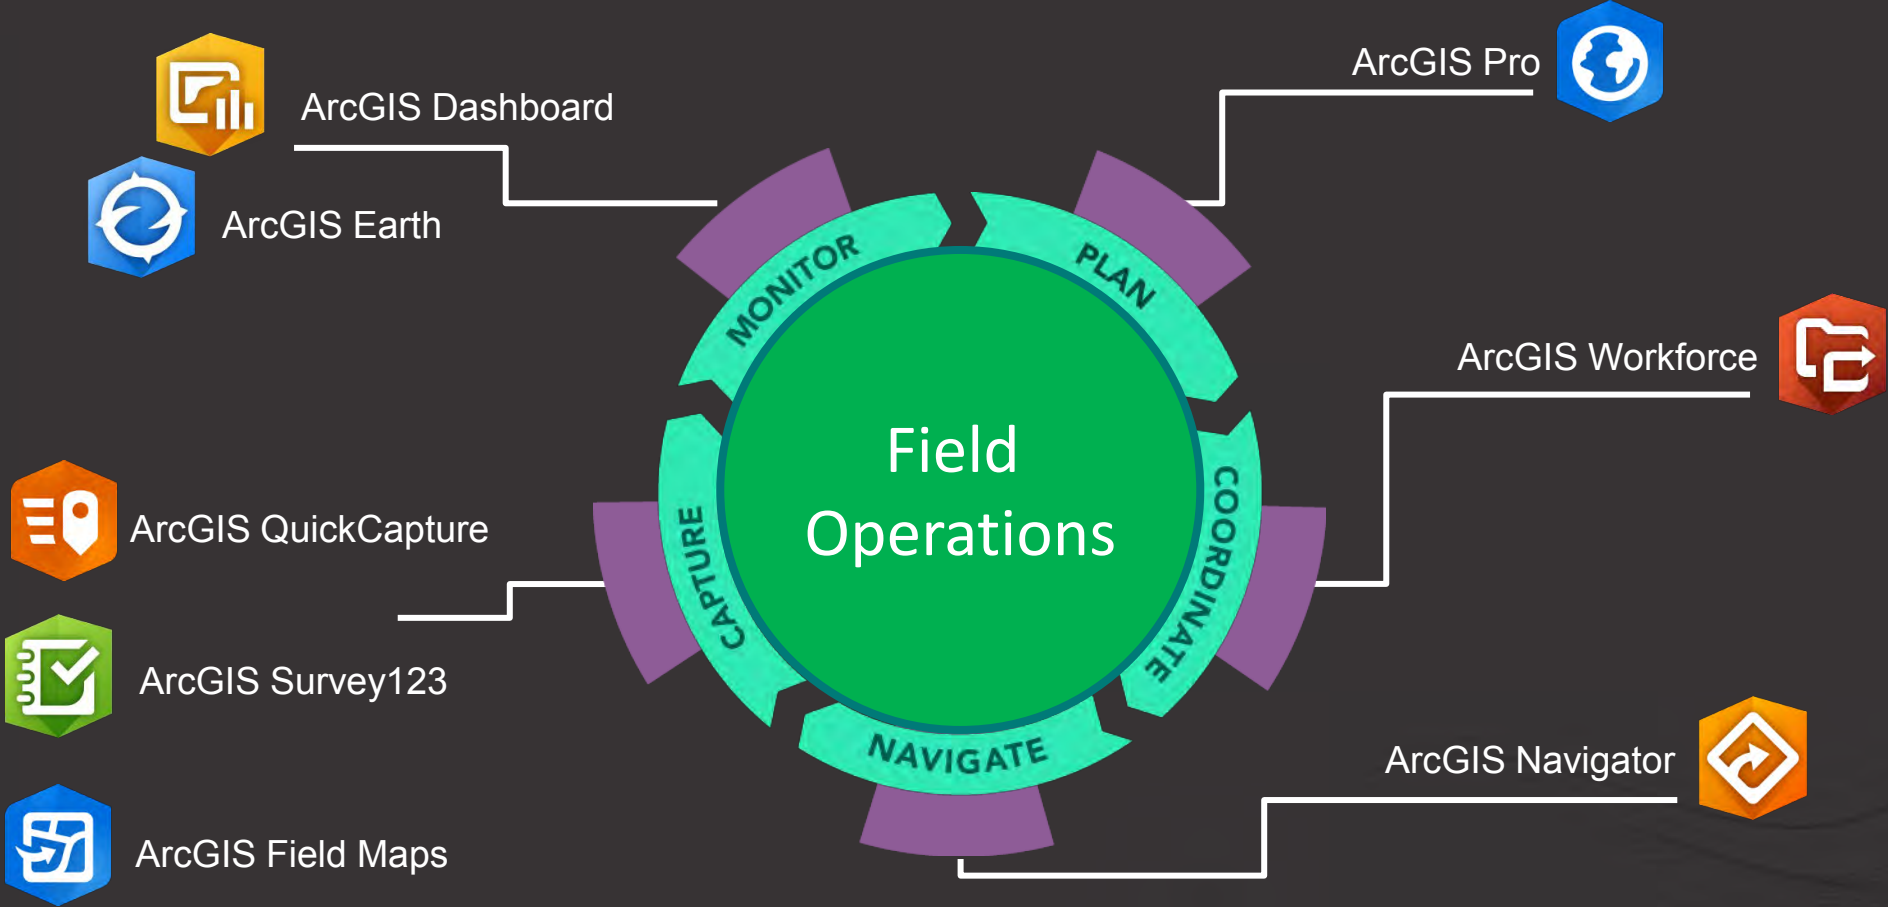 ArcGIS Dashboard
ArcGIS Earth
ArcGIS Pro
MONITOR
PLAN
ArcGIS Workforce
Field
Operations
COORDINATE
CAPTURE
NAVIGATE
ArcGIS QuickCapture
ArcGIS Survey123
ArcGIS Field Maps
ArcGIS Navigator